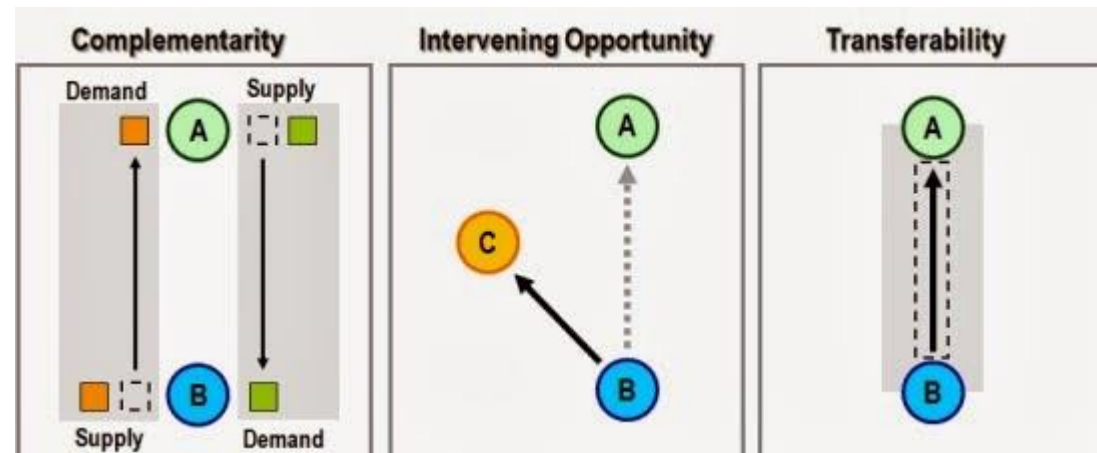 Complementarity
Demand
Supply
A
B
Supply
Demand
Intervening Opportunity
A
C
B
Transferability
A
B